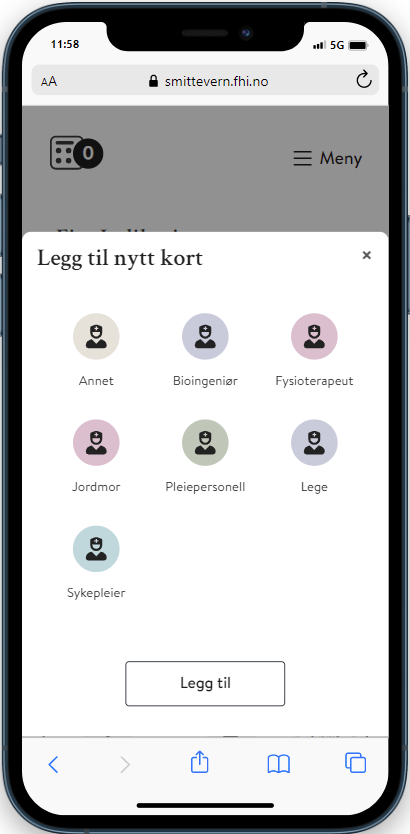 11:58
5G
AA
smittevern.fhi.no
0
Meny
Legg til nytt kort
×
Annet
Bioingeniør
Fysioterapeut
Jordmor
Pleiepersonell
Lege
Sykepleier
Legg til